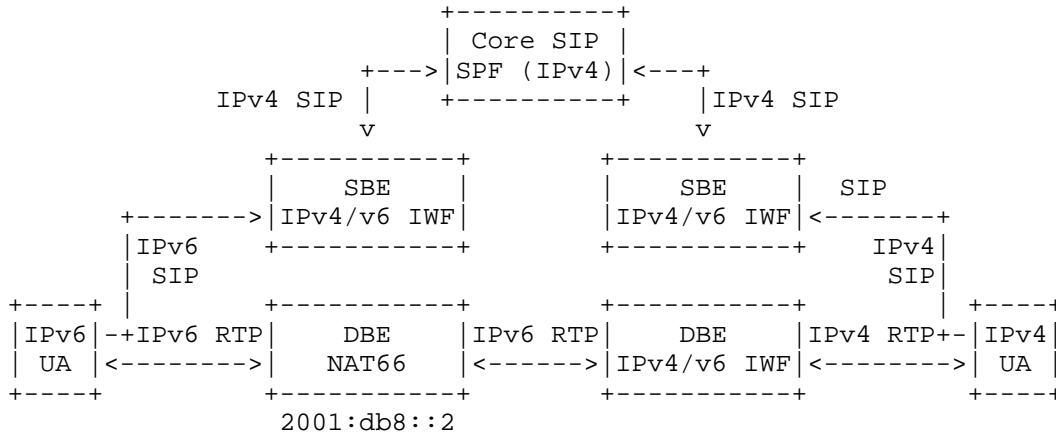 Core SIP
SPF (IPv4)
IPv4 SIP IPv4 SIP
SBE SBE SIP
IPv4/v6 IWF IPv4/v6 IWF
IPv6 IPv4
SIP SIP
IPv6 IPv6 RTP DBE IPv6 RTP DBE IPv4 RTP IPv4
UA NAT66 IPv4/v6 IWF UA
2001:db8::2